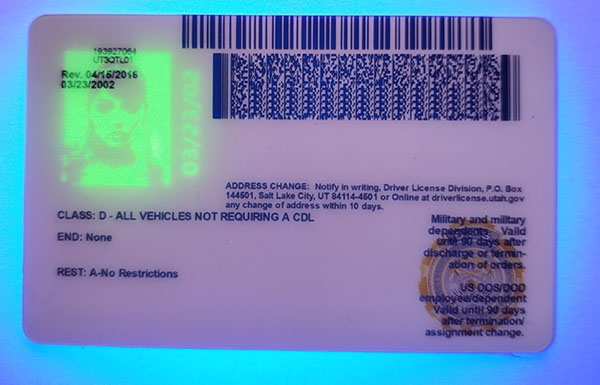 193927064
UT3QTL01
Rev. 04/15/2016
03/23/2002
03/23/02
ADDRESS CHANGE: Notify in writing, Driver License Division, P.O. Box
144501, Salt Lake City, UT 84114-4501 or Online at driverlicense.utah.gov
any change of address within 10 days.
CLASS: D - ALL VEHICLES NOT REQUIRING A CDL
END: None
REST: A-No Restrictions
Military and military
dependents Valid
until 90 days after
discharge or termin-
ation of orders.
US DOS/DOD
employee/dependent
Valid until 90 days
after termination/
assignment change.